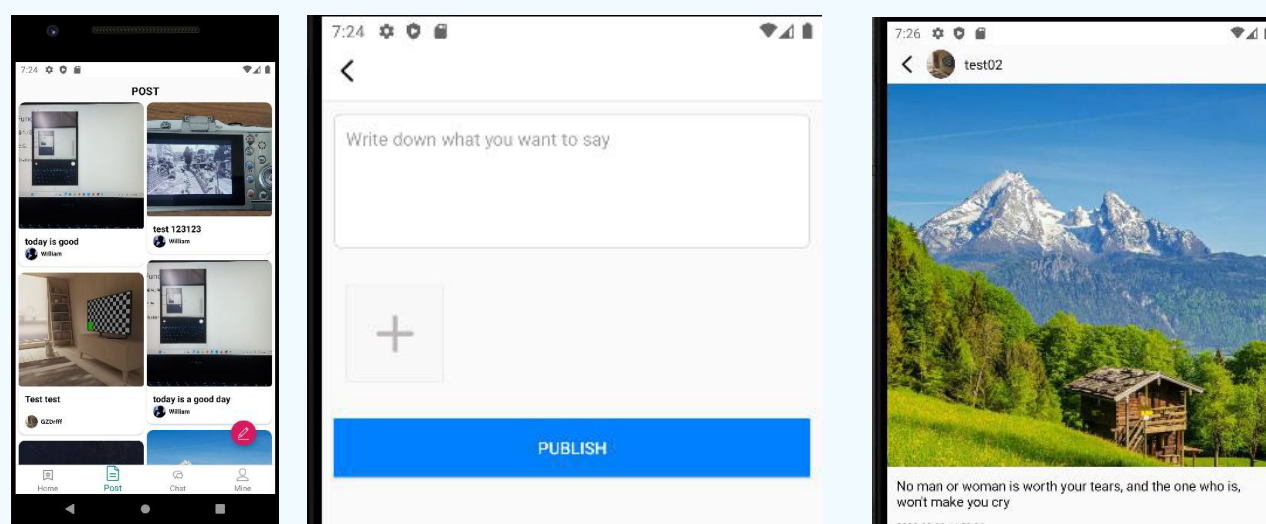 7:24
POST
today is good
William
test 123123
William
Test test
GZDrfff
today is a good day
William
Home
Post
Chat
Mine
7:24
Write down what you want to say
PUBLISH
7:26
test02
No man or woman is worth your tears, and the one who is,
won't make you cry